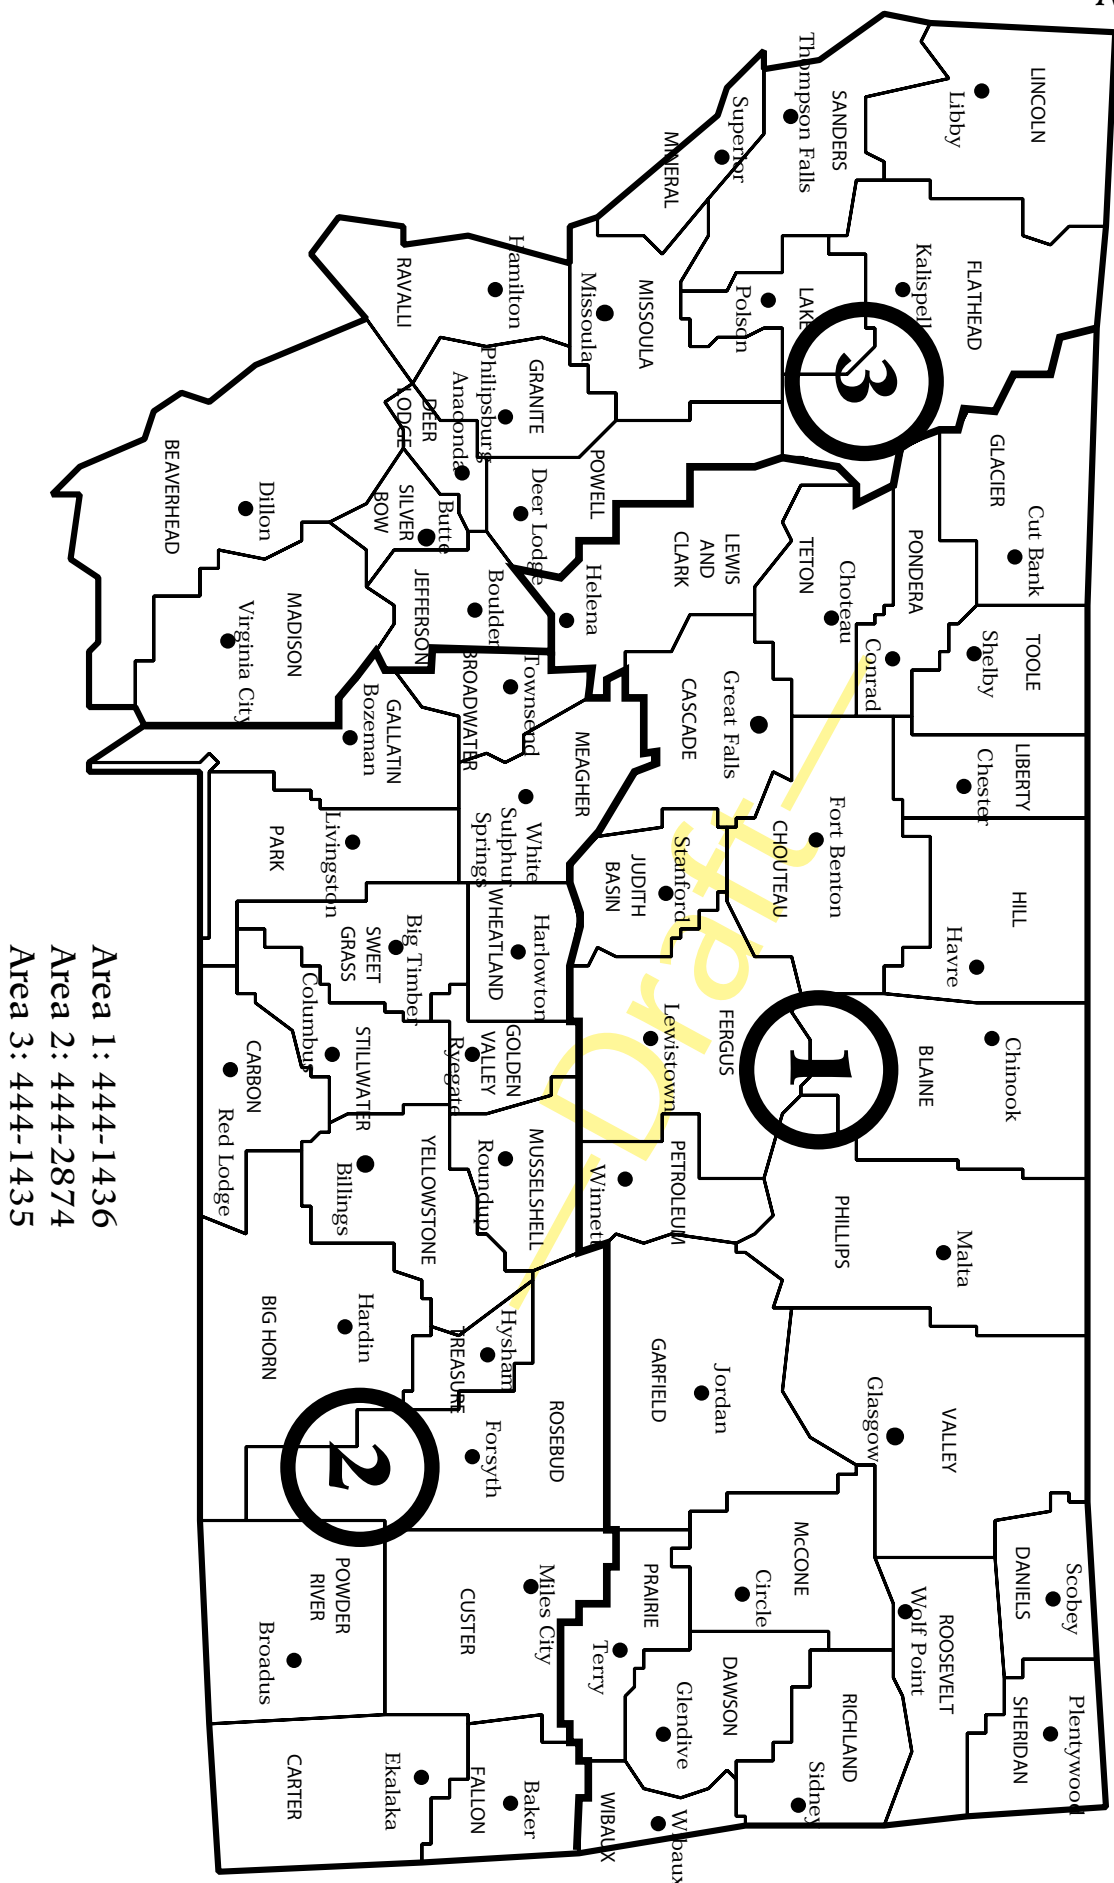 LINCOLN
Libby
SANDERS
Thompson Falls
Superior
MINERAL
FLATHEAD
Kalispell
LAKE
Polson
MISSOULA
Missoula
Hamilton
RAVALLI
GRANITE
Philipsburg
Anaconda
DEER
LODGE
POWELL
Deer Lodge
Butte
SILVER
BOW
BEAVERHEAD
Dillon
MADISON
Virginia City
JEFFERSON
Boulder
3
GLACIER
Cut Bank
PONDERA
Conrad
TETON
Choteau
LEWIS
AND
CLARK
Helena
TOOLE
Shelby
LIBERTY
Chester
HILL
Havre
CASCADE
Great Falls
CHOUTEAU
Fort Benton
JUDITH
BASIN
Stanford
FERGUS
Lewistown
BLAINE
Chinook
1
PHILLIPS
Malta
PETROLEUM
Winnett
GARFIELD
Jordan
VALLEY
Glasgow
McCONE
Circle
DANIELS
Scobey
ROOSEVELT
Wolf Point
SHERIDAN
Plentywood
RICHLAND
Sidney
DAWSON
Glendive
PRAIRIE
Terry
WIBAUX
Wibaux
BROADWATER
Townsend
MEAGHER
White
Sulphur
Springs
GALLATIN
Bozeman
PARK
Livingston
WHEATLAND
Harlowton
SWEET
GRASS
Big Timber
GOLDEN
VALLEY
Ryegate
STILLWATER
Columbus
CARBON
Red Lodge
MUSSELSHELL
Roundup
YELLOWSTONE
Billings
BIG HORN
Hardin
TREASURE
Hysham
ROSEBUD
Forsyth
2
CUSTER
Miles City
POWDER
RIVER
Broadus
FALLON
Baker
CARTER
Ekalaka
—Draft—
Area 1: 444-1436
Area 2: 444-2874
Area 3: 444-1435